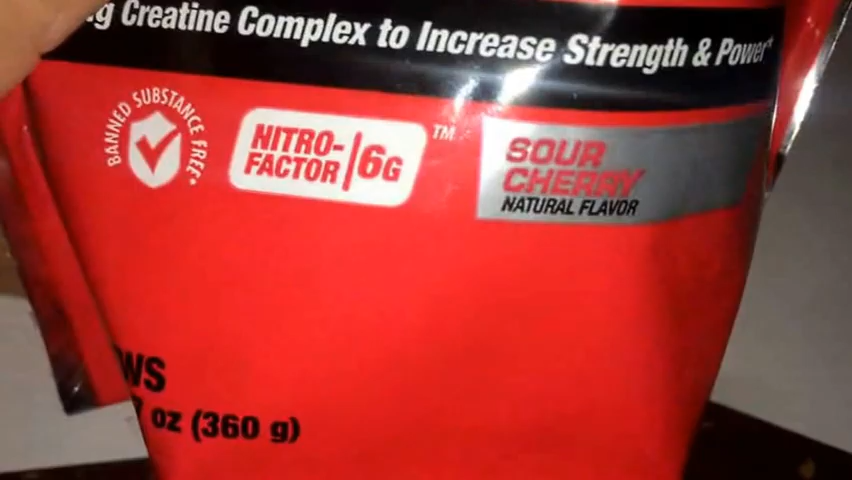 Creatine Complex to Increase Strength & Power*
BANNED SUBSTANCE FREE.*
NITRO-
FACTOR
6G
TM
SOUR
CHERRY
NATURAL FLAVOR
oz (360 g)